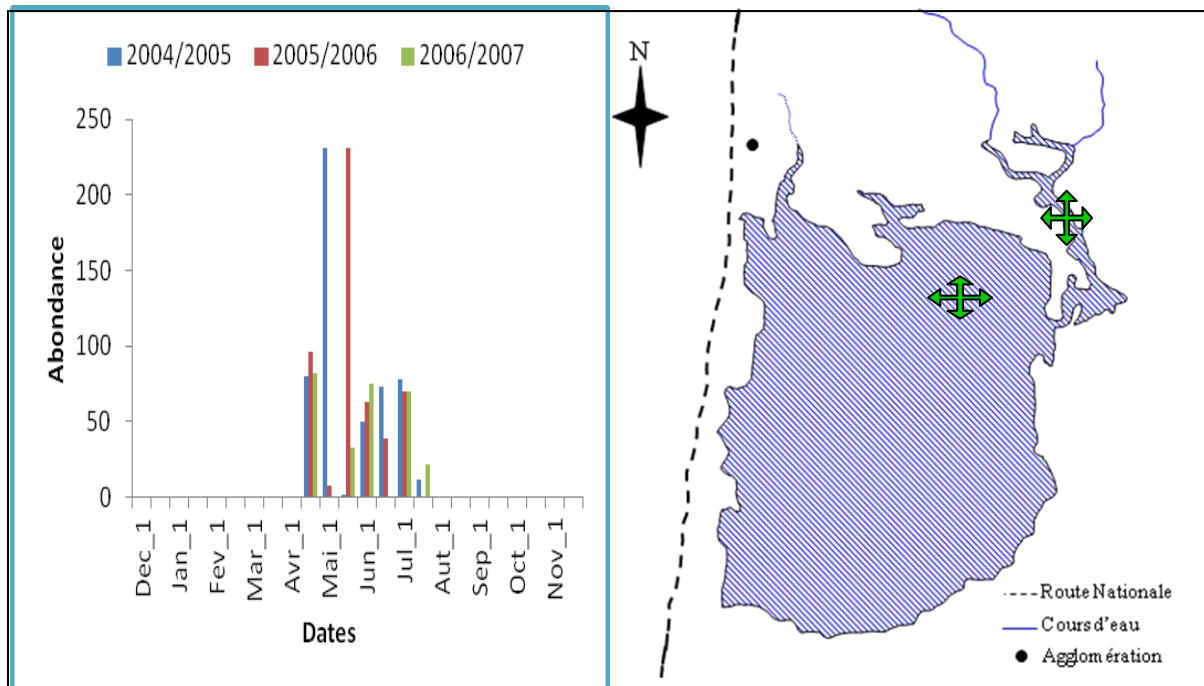 2004/2005 2005/2006 2006/2007
250
200
150
100
50
0
Abondance
Dec_1 Jan_1 Fev_1 Mar_1 Avr_1 Mai_1 Jun_1 Jul_1 Aut_1 Sep_1 Oct_1 Nov_1
Dates
N
Route Nationale
Cours d'eau
Agglomération